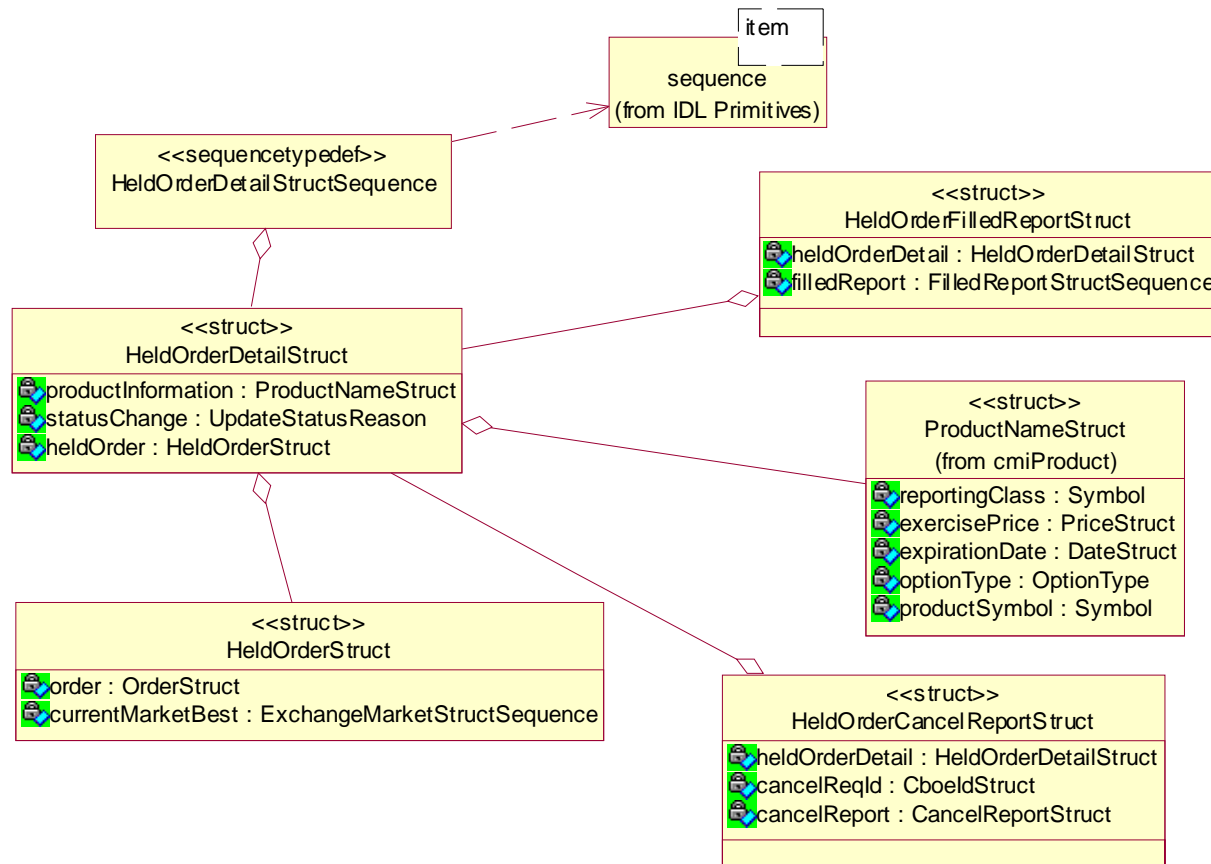 item
sequence
(from IDL Primitives)
<<sequencetypedef>>
HeldOrderDetailStructSequence
<<struct>>
HeldOrderFilledReportStruct
heldOrderDetail : HeldOrderDetailStruct
filledReport : FilledReportStructSequence
<<struct>>
HeldOrderDetailStruct
productInformation : ProductNameStruct
statusChange : UpdateStatusReason
heldOrder : HeldOrderStruct
<<struct>>
ProductNameStruct
(from cmiProduct)
reportingClass : Symbol
exercisePrice : PriceStruct
expirationDate : DateStruct
optionType : OptionType
productSymbol : Symbol
<<struct>>
HeldOrderStruct
order : OrderStruct
currentMarketBest : ExchangeMarketStructSequence
<<struct>>
HeldOrderCancelReportStruct
heldOrderDetail : HeldOrderDetailStruct
cancelReqId : CboeIdStruct
cancelReport : CancelReportStruct